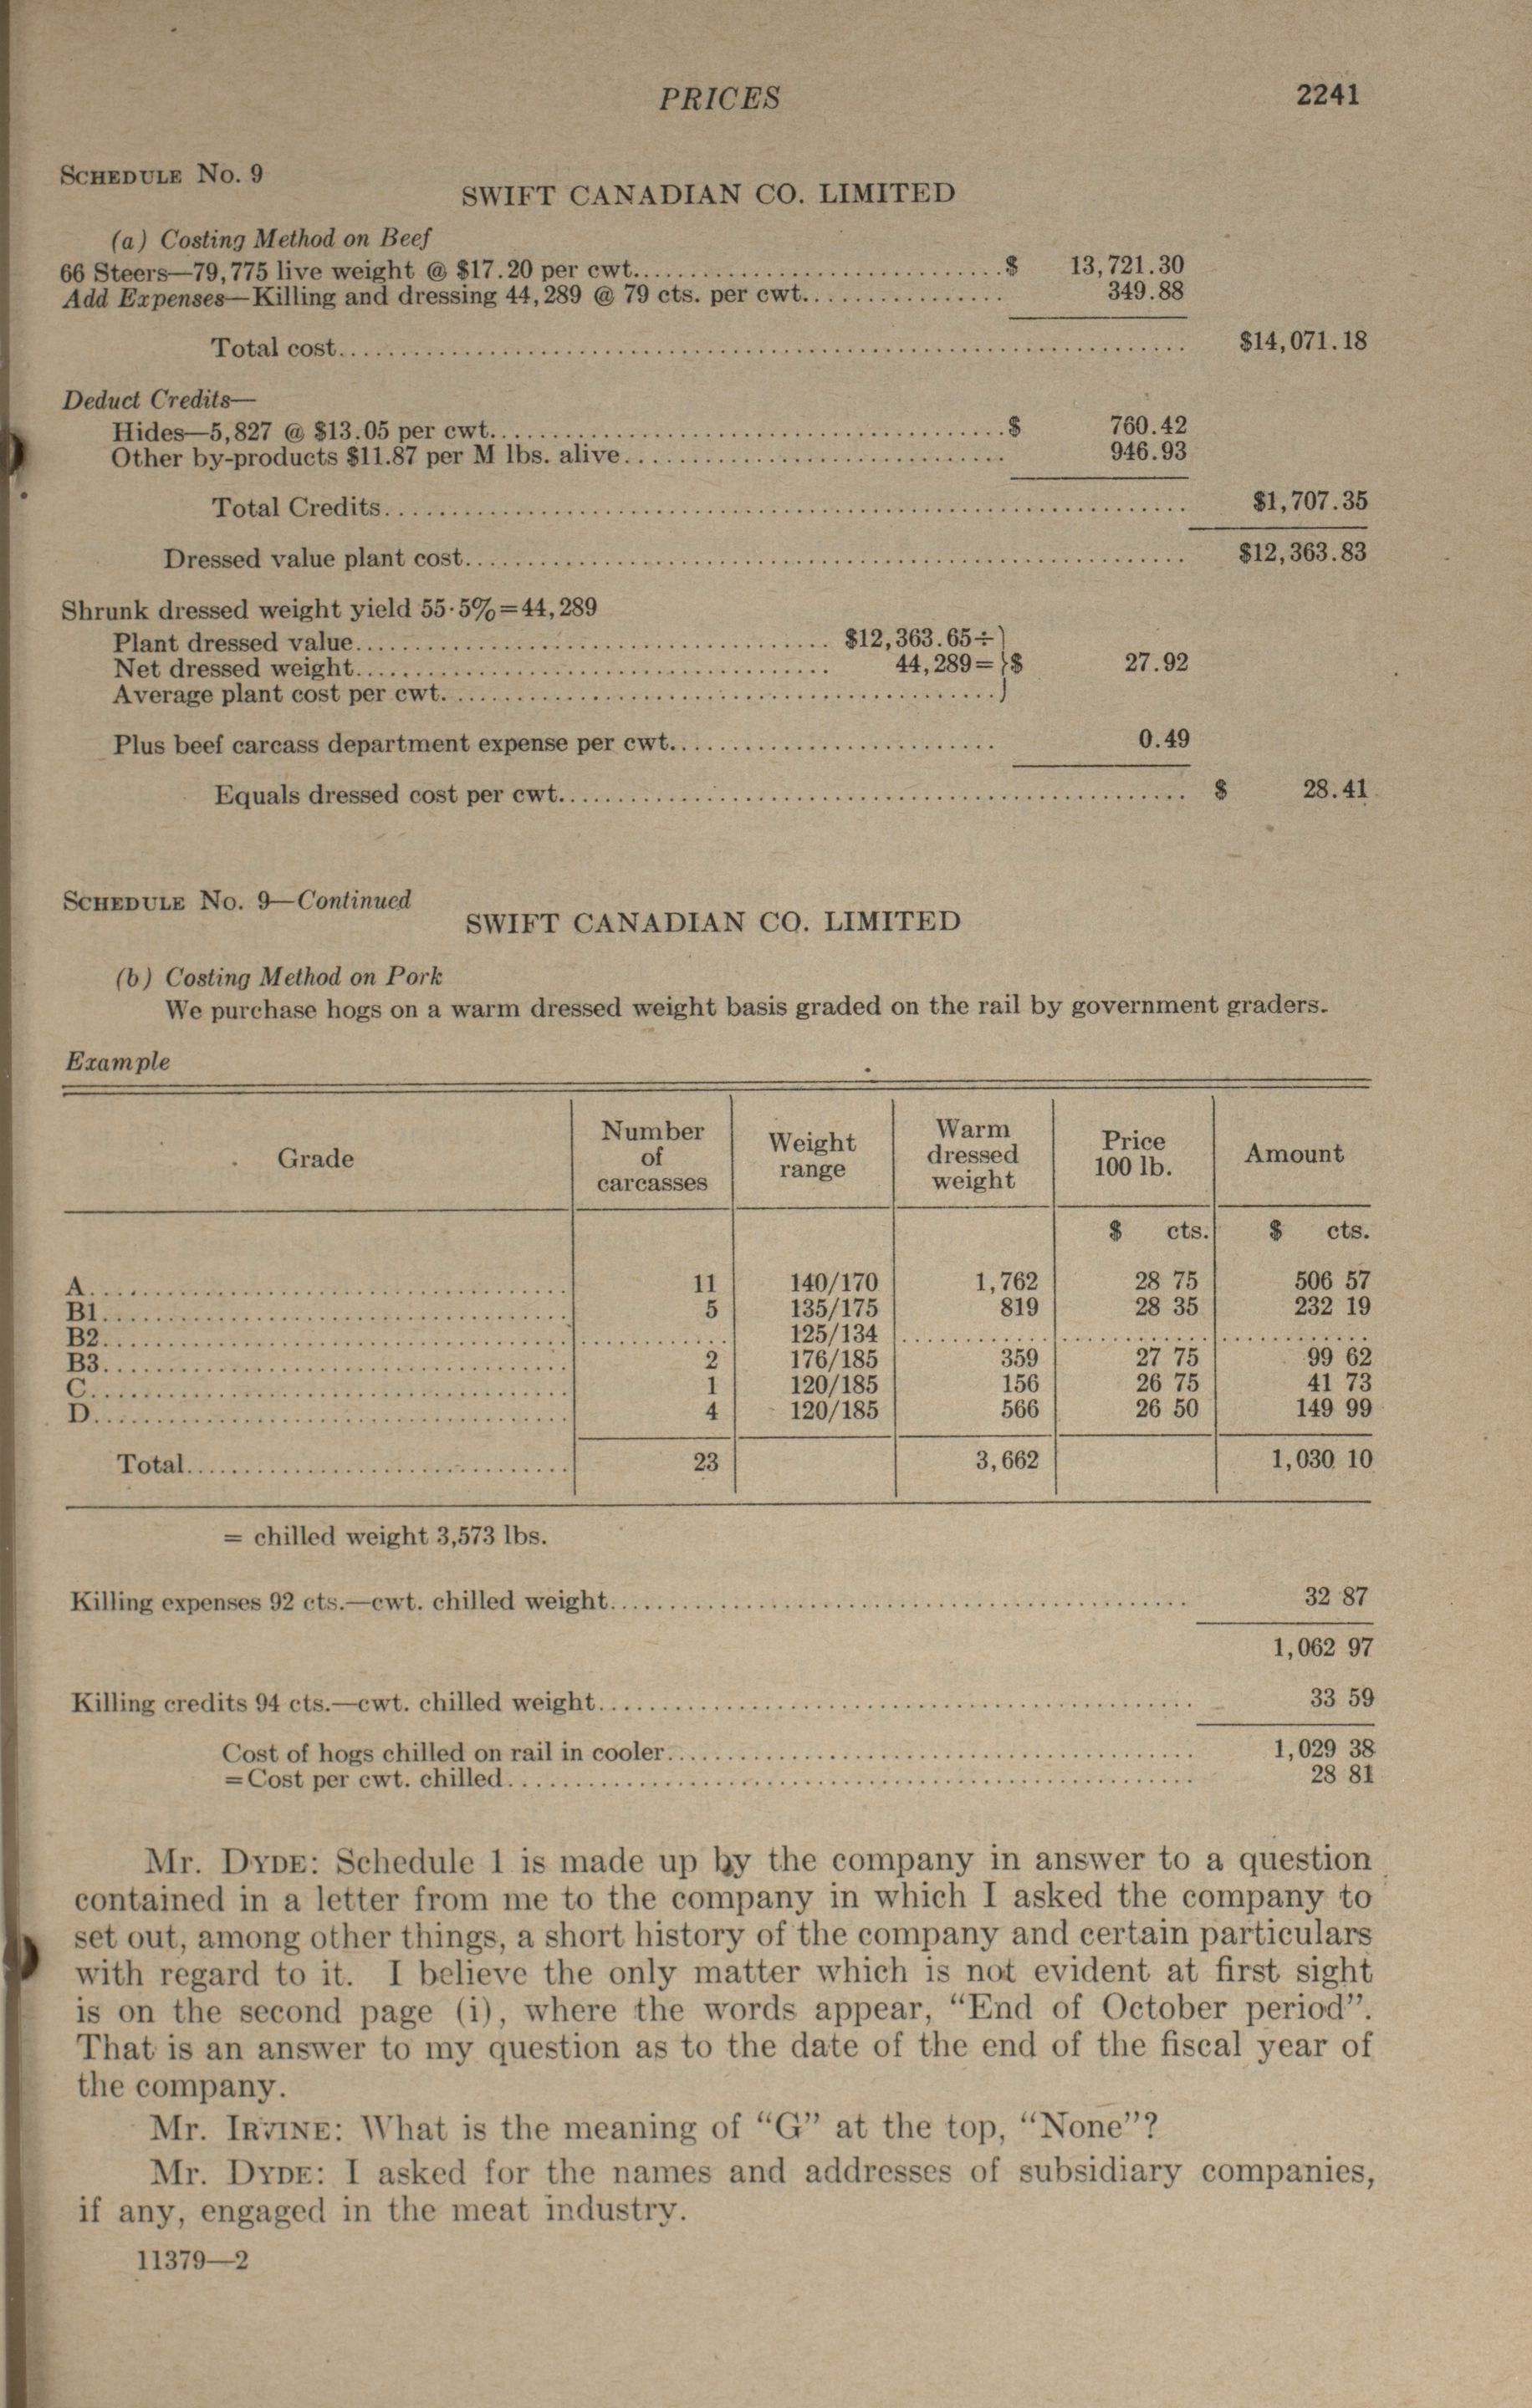 PRICES 2241
SCHEDULE No. 9
SWIFT CANADIAN CO. LIMITED
(a) Costing Method on Beef
66 Steers—79,775 live weight @ $17.20 per cwt. $ 13,721.30
Add Expenses—Killing and dressing 44,289 @ 79 cts. per cwt. 349.88
Total cost. $14,071.18
Deduct Credits—
Hides—5,827 @ $13.05 per cwt. $ 760.42
Other by-products $11.87 per M lbs. alive. 946.93
Total Credits. $1,707.35
Dressed value plant cost. $12,363.83
Shrunk dressed weight yield 55·5%=44,289
Plant dressed value. $12,363.65÷)
Net dressed weight. 44,289=}$ 27.92
Average plant cost per cwt. )
Plus beef carcass department expense per cwt. 0.49
Equals dressed cost per cwt. $ 28.41
SCHEDULE No. 9—Continued
SWIFT CANADIAN CO. LIMITED
(b) Costing Method on Pork
We purchase hogs on a warm dressed weight basis graded on the rail by government graders.
Example
Grade | Number of carcasses | Weight range | Warm dressed weight | Price 100 lb. | Amount
$ cts. | $ cts.
A. 11 140/170 1,762 28 75 506 57
B1. 5 135/175 819 28 35 232 19
B2. 125/134
B3. 2 176/185 359 27 75 99 62
C. 1 120/185 156 26 75 41 73
D. 4 120/185 566 26 50 149 99
Total. 23 3,662 1,030 10
= chilled weight 3,573 lbs.
Killing expenses 92 cts.—cwt. chilled weight. 32 87
1,062 97
Killing credits 94 cts.—cwt. chilled weight. 33 59
Cost of hogs chilled on rail in cooler. 1,029 38
=Cost per cwt. chilled. 28 81
Mr. DYDE: Schedule 1 is made up by the company in answer to a question
contained in a letter from me to the company in which I asked the company to
set out, among other things, a short history of the company and certain particulars
with regard to it. I believe the only matter which is not evident at first sight
is on the second page (i), where the words appear, "End of October period".
That is an answer to my question as to the date of the end of the fiscal year of
the company.
Mr. IRVINE: What is the meaning of "G" at the top, "None"?
Mr. DYDE: I asked for the names and addresses of subsidiary companies,
if any, engaged in the meat industry.
11379—2